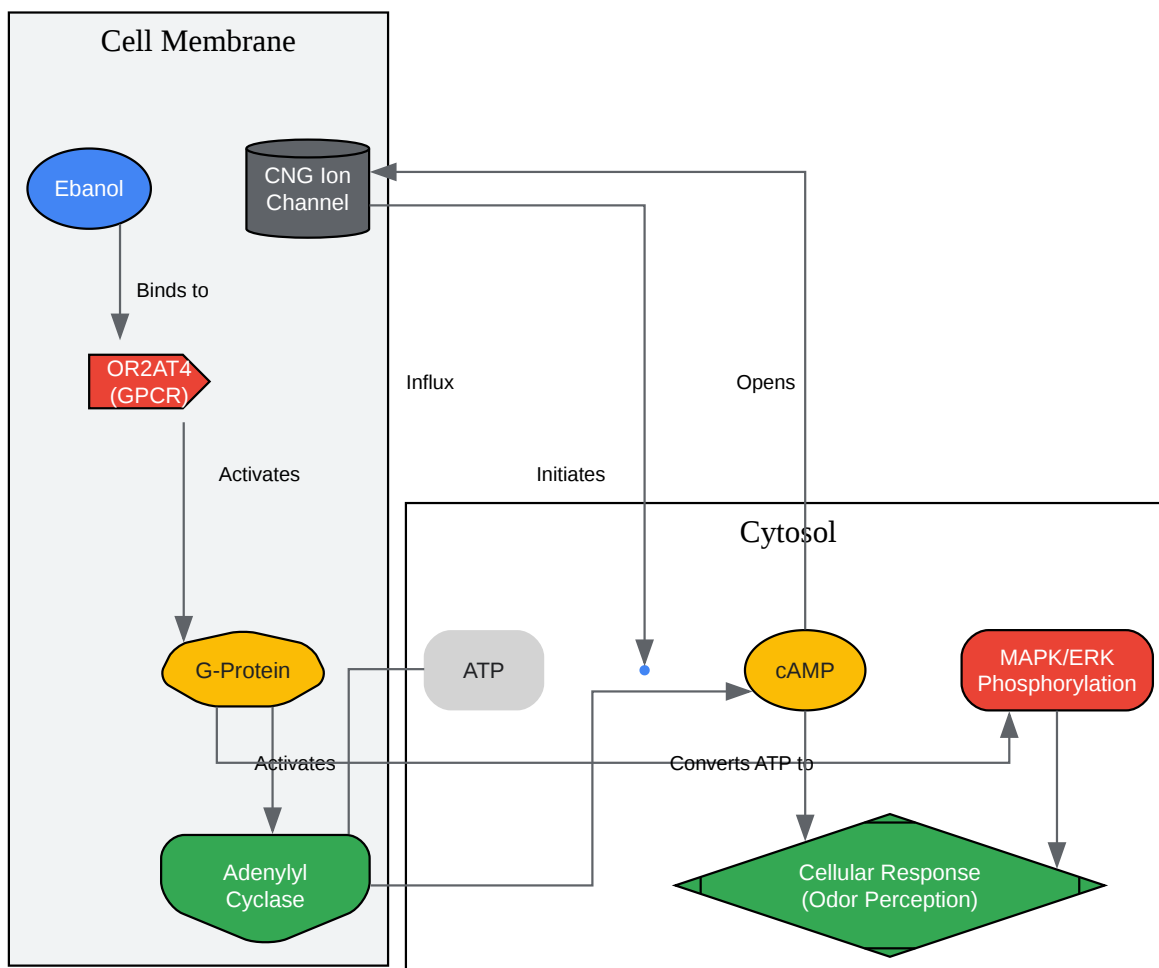 Cell Membrane
Ebanol
CNG Ion
Channel
Binds to
OR2AT4
(GPCR)
Influx
Opens
Activates
Initiates
Cytosol
G-Protein
ATP
cAMP
MAPK/ERK
Phosphorylation
Activates
Converts ATP to
Adenylyl
Cyclase
Cellular Response
(Odor Perception)